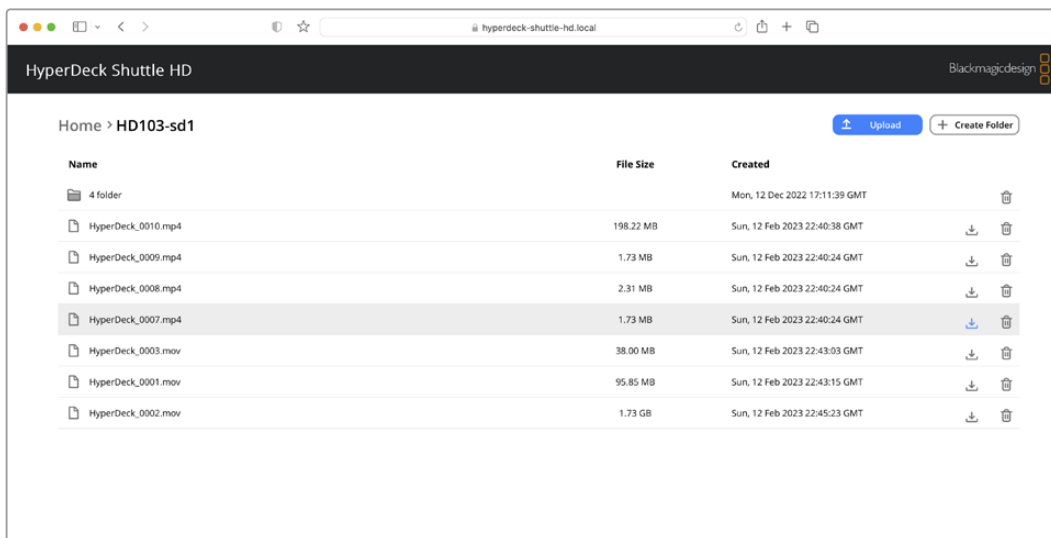 hyperdeck-shuttle-hd.local
HyperDeck Shuttle HD Blackmagicdesign
Home > HD103-sd1 Upload + Create Folder
Name File Size Created
4 folder Mon, 12 Dec 2022 17:11:39 GMT
HyperDeck_0010.mp4 198.22 MB Sun, 12 Feb 2023 22:40:38 GMT
HyperDeck_0009.mp4 1.73 MB Sun, 12 Feb 2023 22:40:24 GMT
HyperDeck_0008.mp4 2.31 MB Sun, 12 Feb 2023 22:40:24 GMT
HyperDeck_0007.mp4 1.73 MB Sun, 12 Feb 2023 22:40:24 GMT
HyperDeck_0003.mov 38.00 MB Sun, 12 Feb 2023 22:43:03 GMT
HyperDeck_0001.mov 95.85 MB Sun, 12 Feb 2023 22:43:15 GMT
HyperDeck_0002.mov 1.73 GB Sun, 12 Feb 2023 22:45:23 GMT